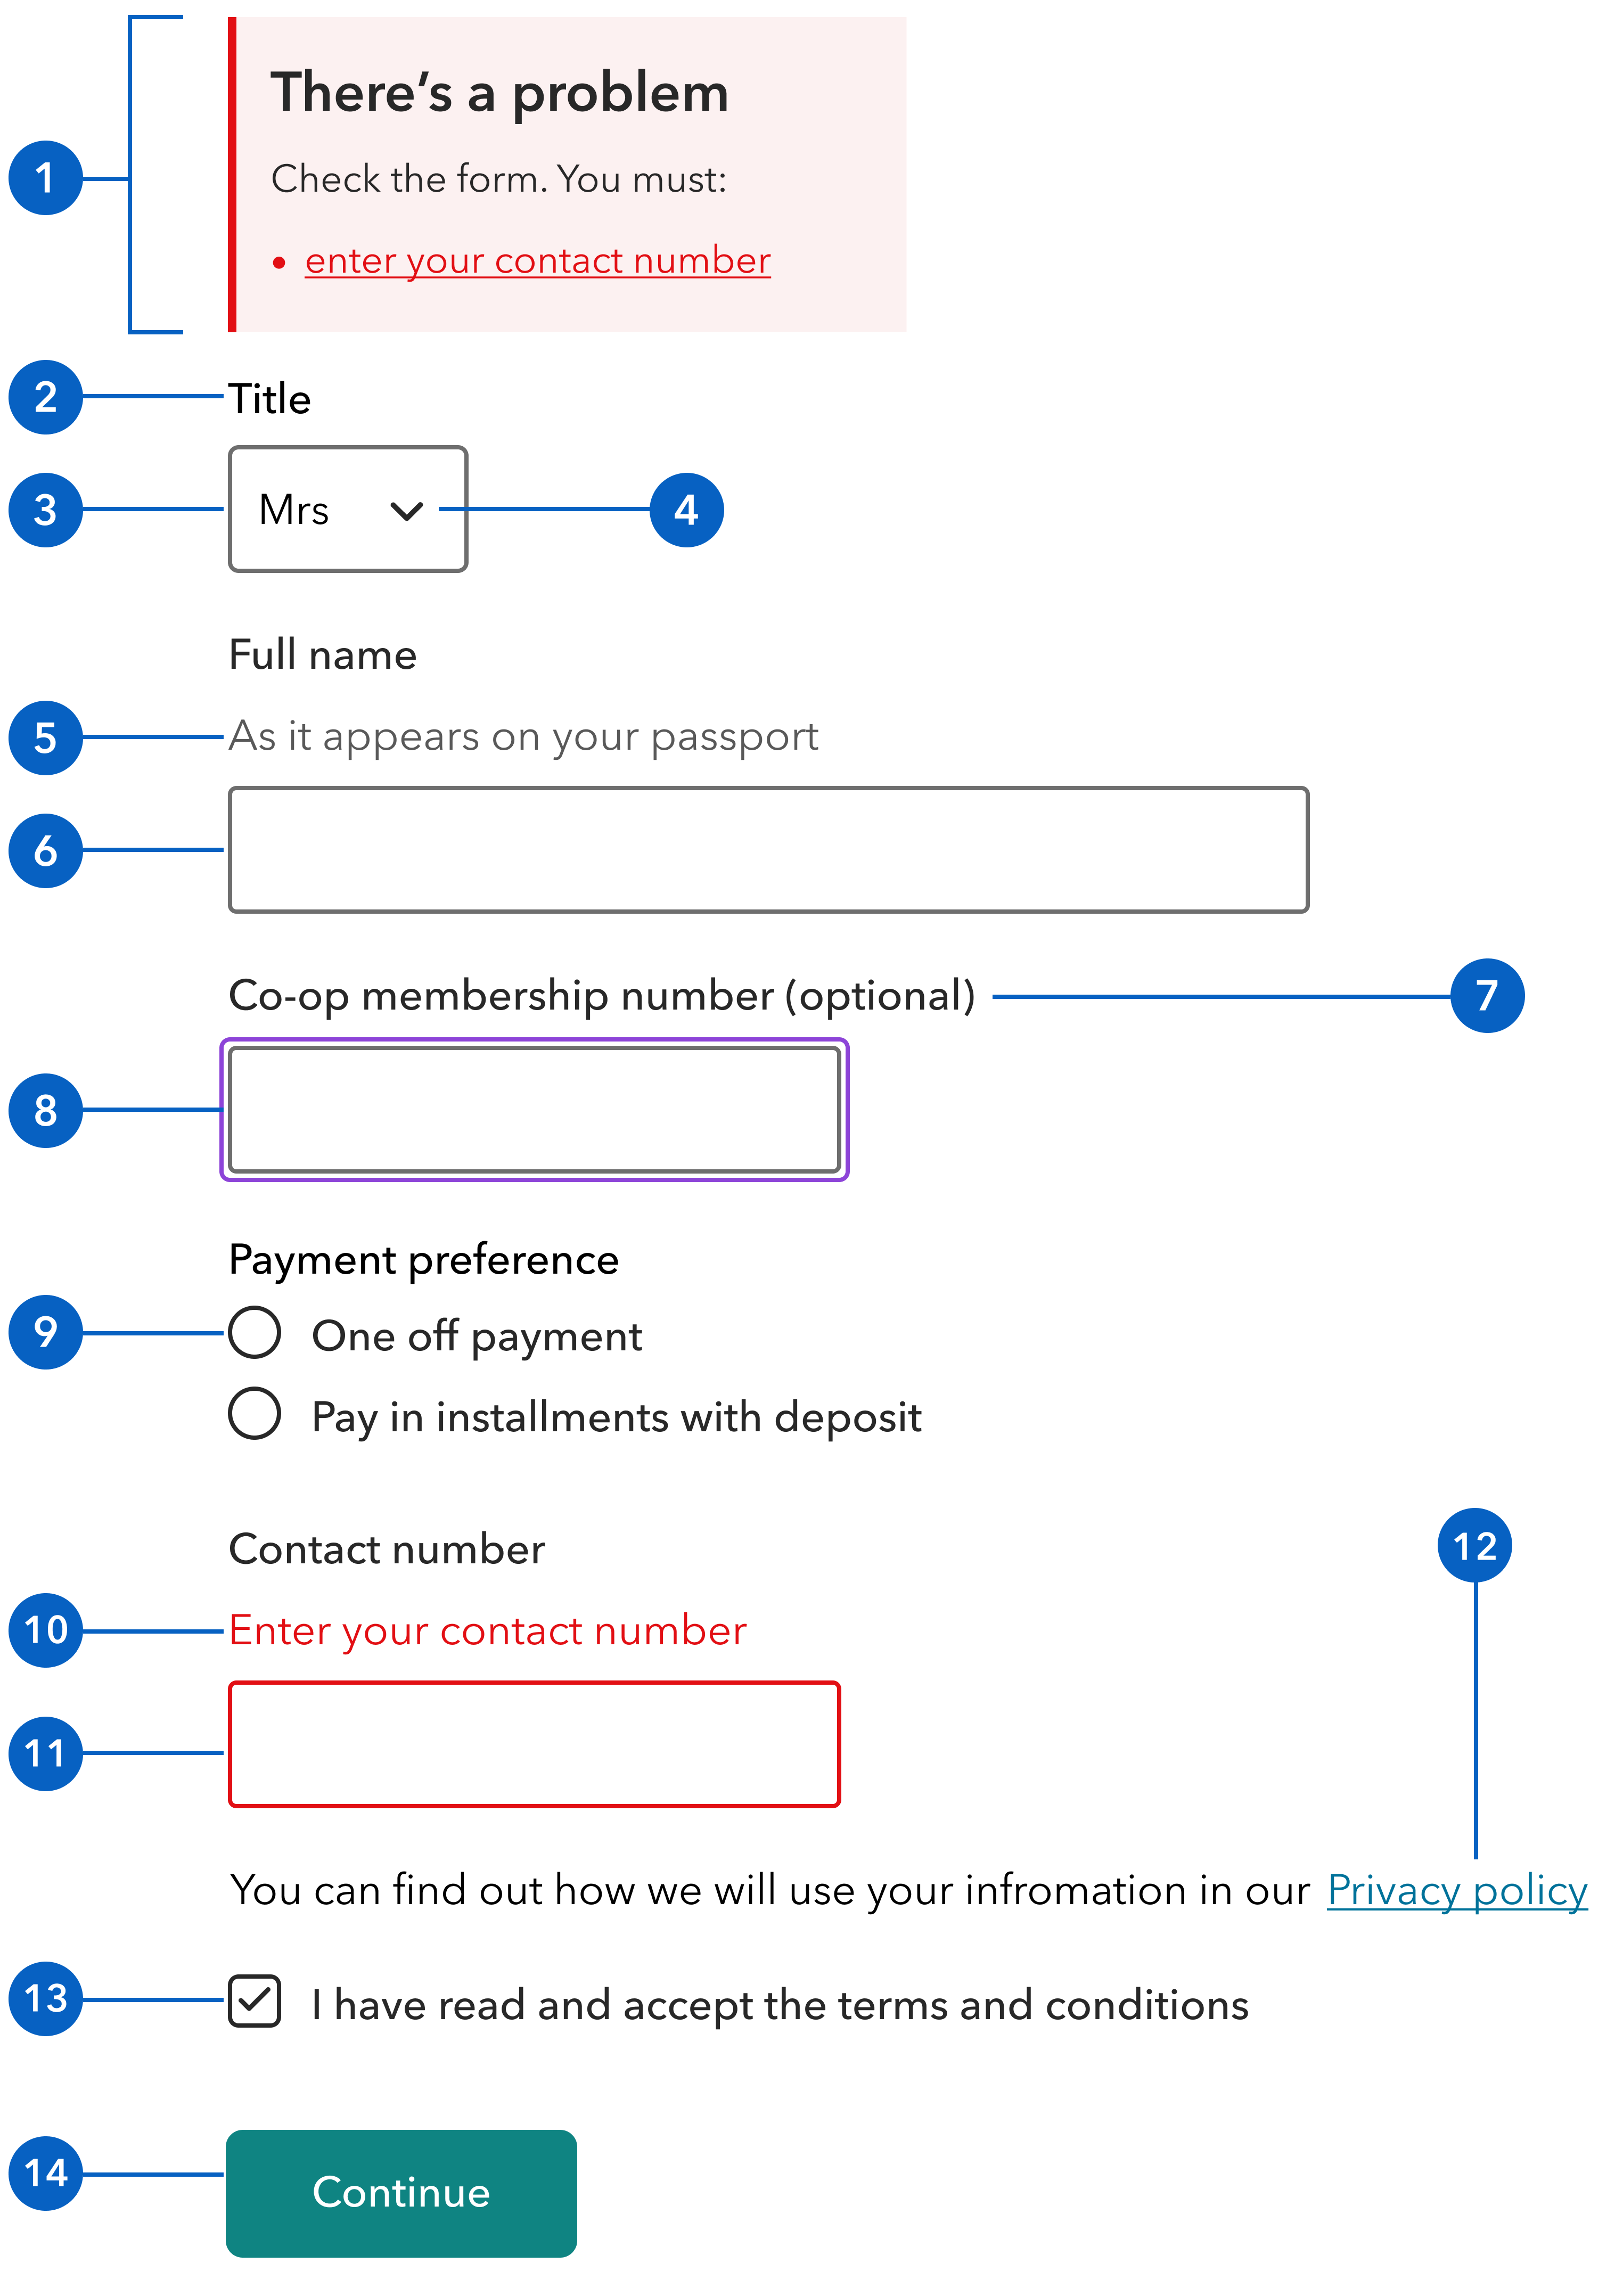 There’s a problem
1
Check the form. You must:
• enter your contact number
2
Title
3
Mrs
4
Full name
5
As it appears on your passport
6
Co-op membership number (optional)
7
8
Payment preference
9
One off payment
Pay in installments with deposit
Contact number
12
10
Enter your contact number
11
You can find out how we will use your infromation in our Privacy policy
13
I have read and accept the terms and conditions
14
Continue